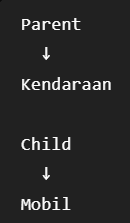 Parent
↓
Kendaraan
Child
↓
Mobil